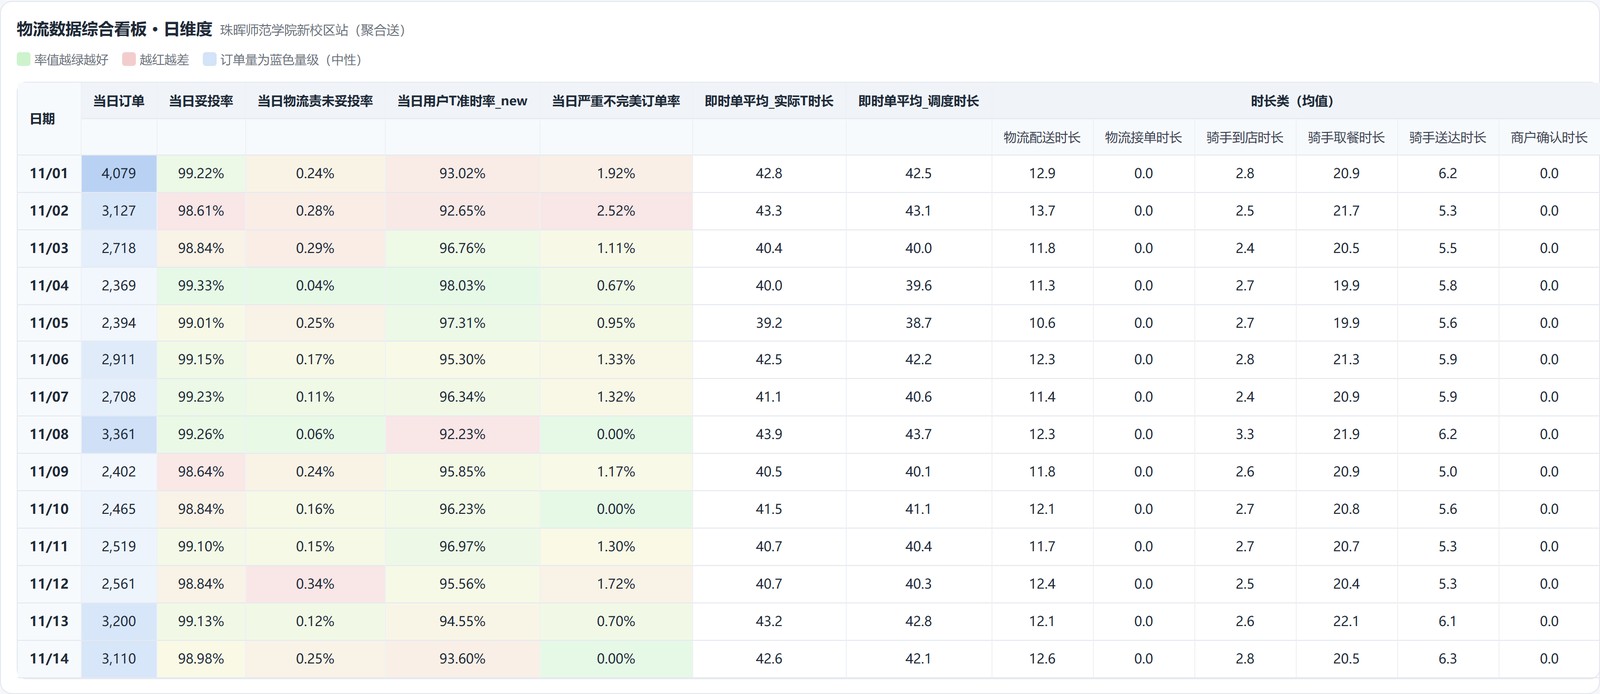 物流数据综合看板 • 日维度 珠晖师范学院新校区站（聚合送）
率值越绿越好 越红越差 订单量为蓝色量级（中性）
日期 当日订单 当日妥投率 当日物流责未妥投率 当日用户T准时率_new 当日严重不完美订单率 即时单平均_实际T时长 即时单平均_调度时长 时长类（均值）
物流配送时长 物流接单时长 骑手到店时长 骑手取餐时长 骑手送达时长 商户确认时长
11/01 4,079 99.22% 0.24% 93.02% 1.92% 42.8 42.5 12.9 0.0 2.8 20.9 6.2 0.0
11/02 3,127 98.61% 0.28% 92.65% 2.52% 43.3 43.1 13.7 0.0 2.5 21.7 5.3 0.0
11/03 2,718 98.84% 0.29% 96.76% 1.11% 40.4 40.0 11.8 0.0 2.4 20.5 5.5 0.0
11/04 2,369 99.33% 0.04% 98.03% 0.67% 40.0 39.6 11.3 0.0 2.7 19.9 5.8 0.0
11/05 2,394 99.01% 0.25% 97.31% 0.95% 39.2 38.7 10.6 0.0 2.7 19.9 5.6 0.0
11/06 2,911 99.15% 0.17% 95.30% 1.33% 42.5 42.2 12.3 0.0 2.8 21.3 5.9 0.0
11/07 2,708 99.23% 0.11% 96.34% 1.32% 41.1 40.6 11.4 0.0 2.4 20.9 5.9 0.0
11/08 3,361 99.26% 0.06% 92.23% 0.00% 43.9 43.7 12.3 0.0 3.3 21.9 6.2 0.0
11/09 2,402 98.64% 0.24% 95.85% 1.17% 40.5 40.1 11.8 0.0 2.6 20.9 5.0 0.0
11/10 2,465 98.84% 0.16% 96.23% 0.00% 41.5 41.1 12.1 0.0 2.7 20.8 5.6 0.0
11/11 2,519 99.10% 0.15% 96.97% 1.30% 40.7 40.4 11.7 0.0 2.7 20.7 5.3 0.0
11/12 2,561 98.84% 0.34% 95.56% 1.72% 40.7 40.3 12.4 0.0 2.5 20.4 5.3 0.0
11/13 3,200 99.13% 0.12% 94.55% 0.70% 43.2 42.8 12.1 0.0 2.6 22.1 6.1 0.0
11/14 3,110 98.98% 0.25% 93.60% 0.00% 42.6 42.1 12.6 0.0 2.8 20.5 6.3 0.0